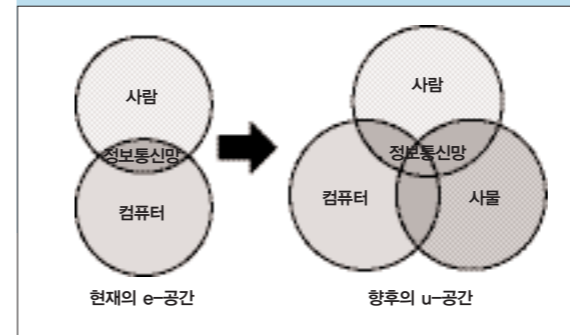 사람
정보통신망
컴퓨터
현재의 e-공간
사람
정보통신망
컴퓨터
사물
향후의 u-공간